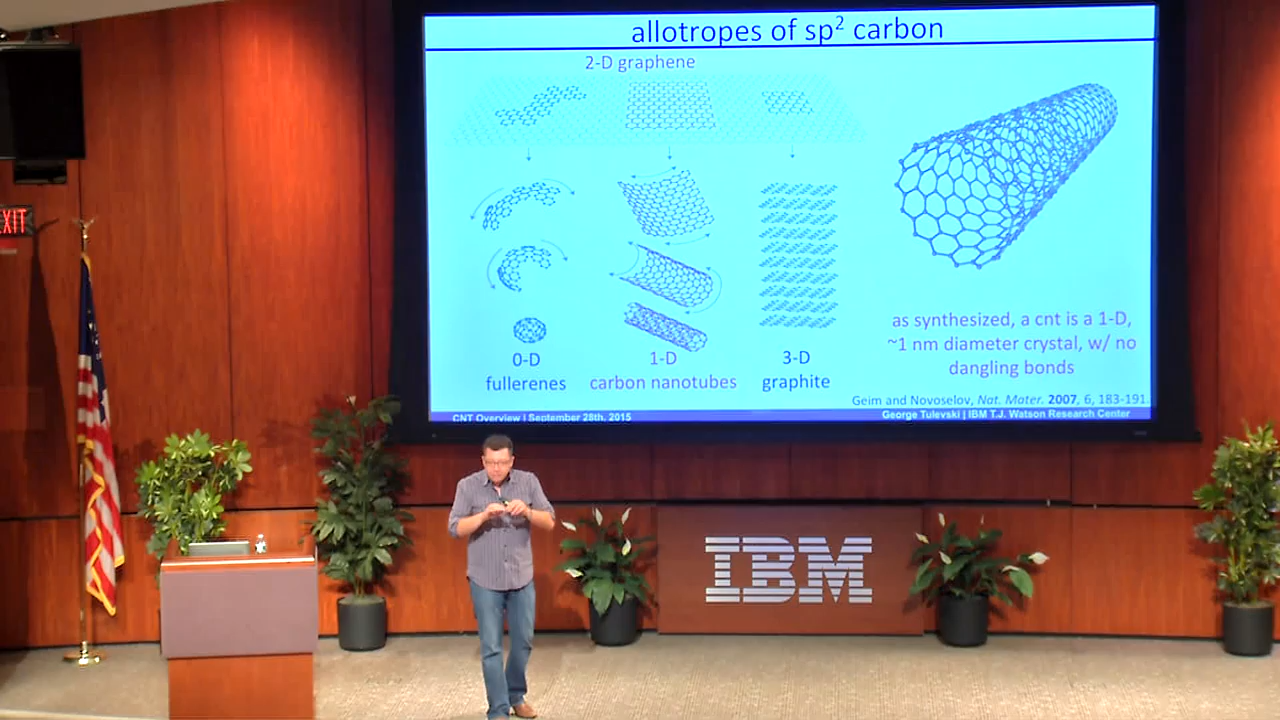 allotropes of sp² carbon
2-D graphene
0-D
fullerenes
1-D
carbon nanotubes
3-D
graphite
as synthesized, a cnt is a 1-D,
~1 nm diameter crystal, w/ no
dangling bonds
Geim and Novoselov, Nat. Mater. 2007, 6, 183-191.
CNT Overview | September 28th, 2015
George Tulevski | IBM T.J. Watson Research Center
EXIT
IBM